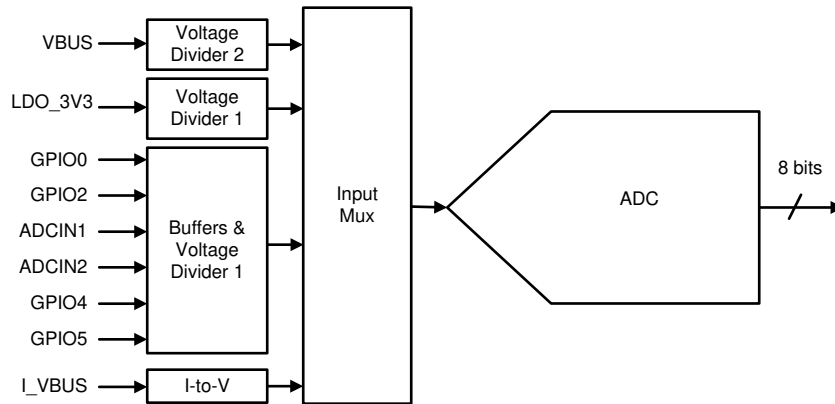 VBUS
Voltage
Divider 2
LDO_3V3
Voltage
Divider 1
GPIO0
GPIO2
ADCIN1
ADCIN2
GPIO4
GPIO5
Buffers &
Voltage
Divider 1
I_VBUS
I-to-V
Input
Mux
ADC
8 bits